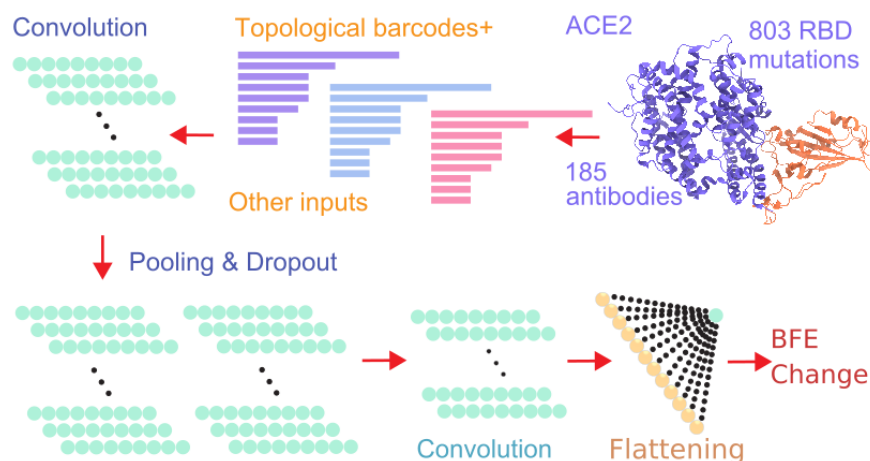 Convolution
Topological barcodes+
ACE2
803 RBD
mutations
185
antibodies
Other inputs
Pooling & Dropout
BFE
Change
Convolution
Flattening